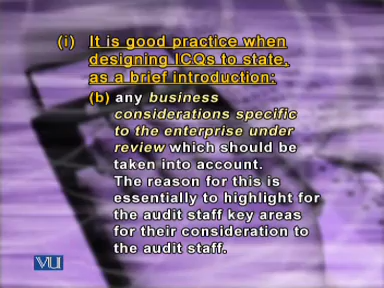 (i) It is good practice when
designing ICQs to state,
as a brief introduction:
(b) any business
considerations specific
to the enterprise under
review which should be
taken into account.
The reason for this is
essentially to highlight for
the audit staff key areas
for their consideration to
the audit staff.
VU